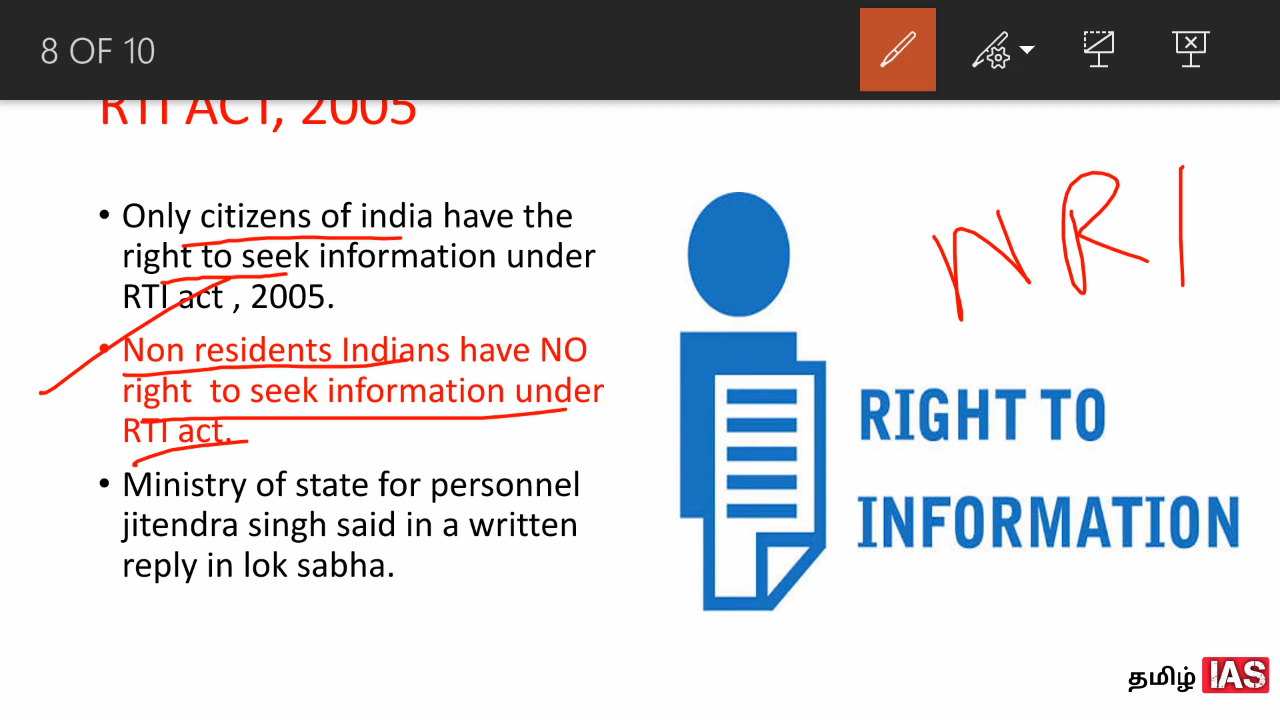 8 OF 10
RTI ACT, 2005
• Only citizens of india have the
right to seek information under
RTI act , 2005.
• Non residents Indians have NO
right to seek information under
RTI act.
• Ministry of state for personnel
jitendra singh said in a written
reply in lok sabha.
NRI
RIGHT TO
INFORMATION
தமிழ் IAS